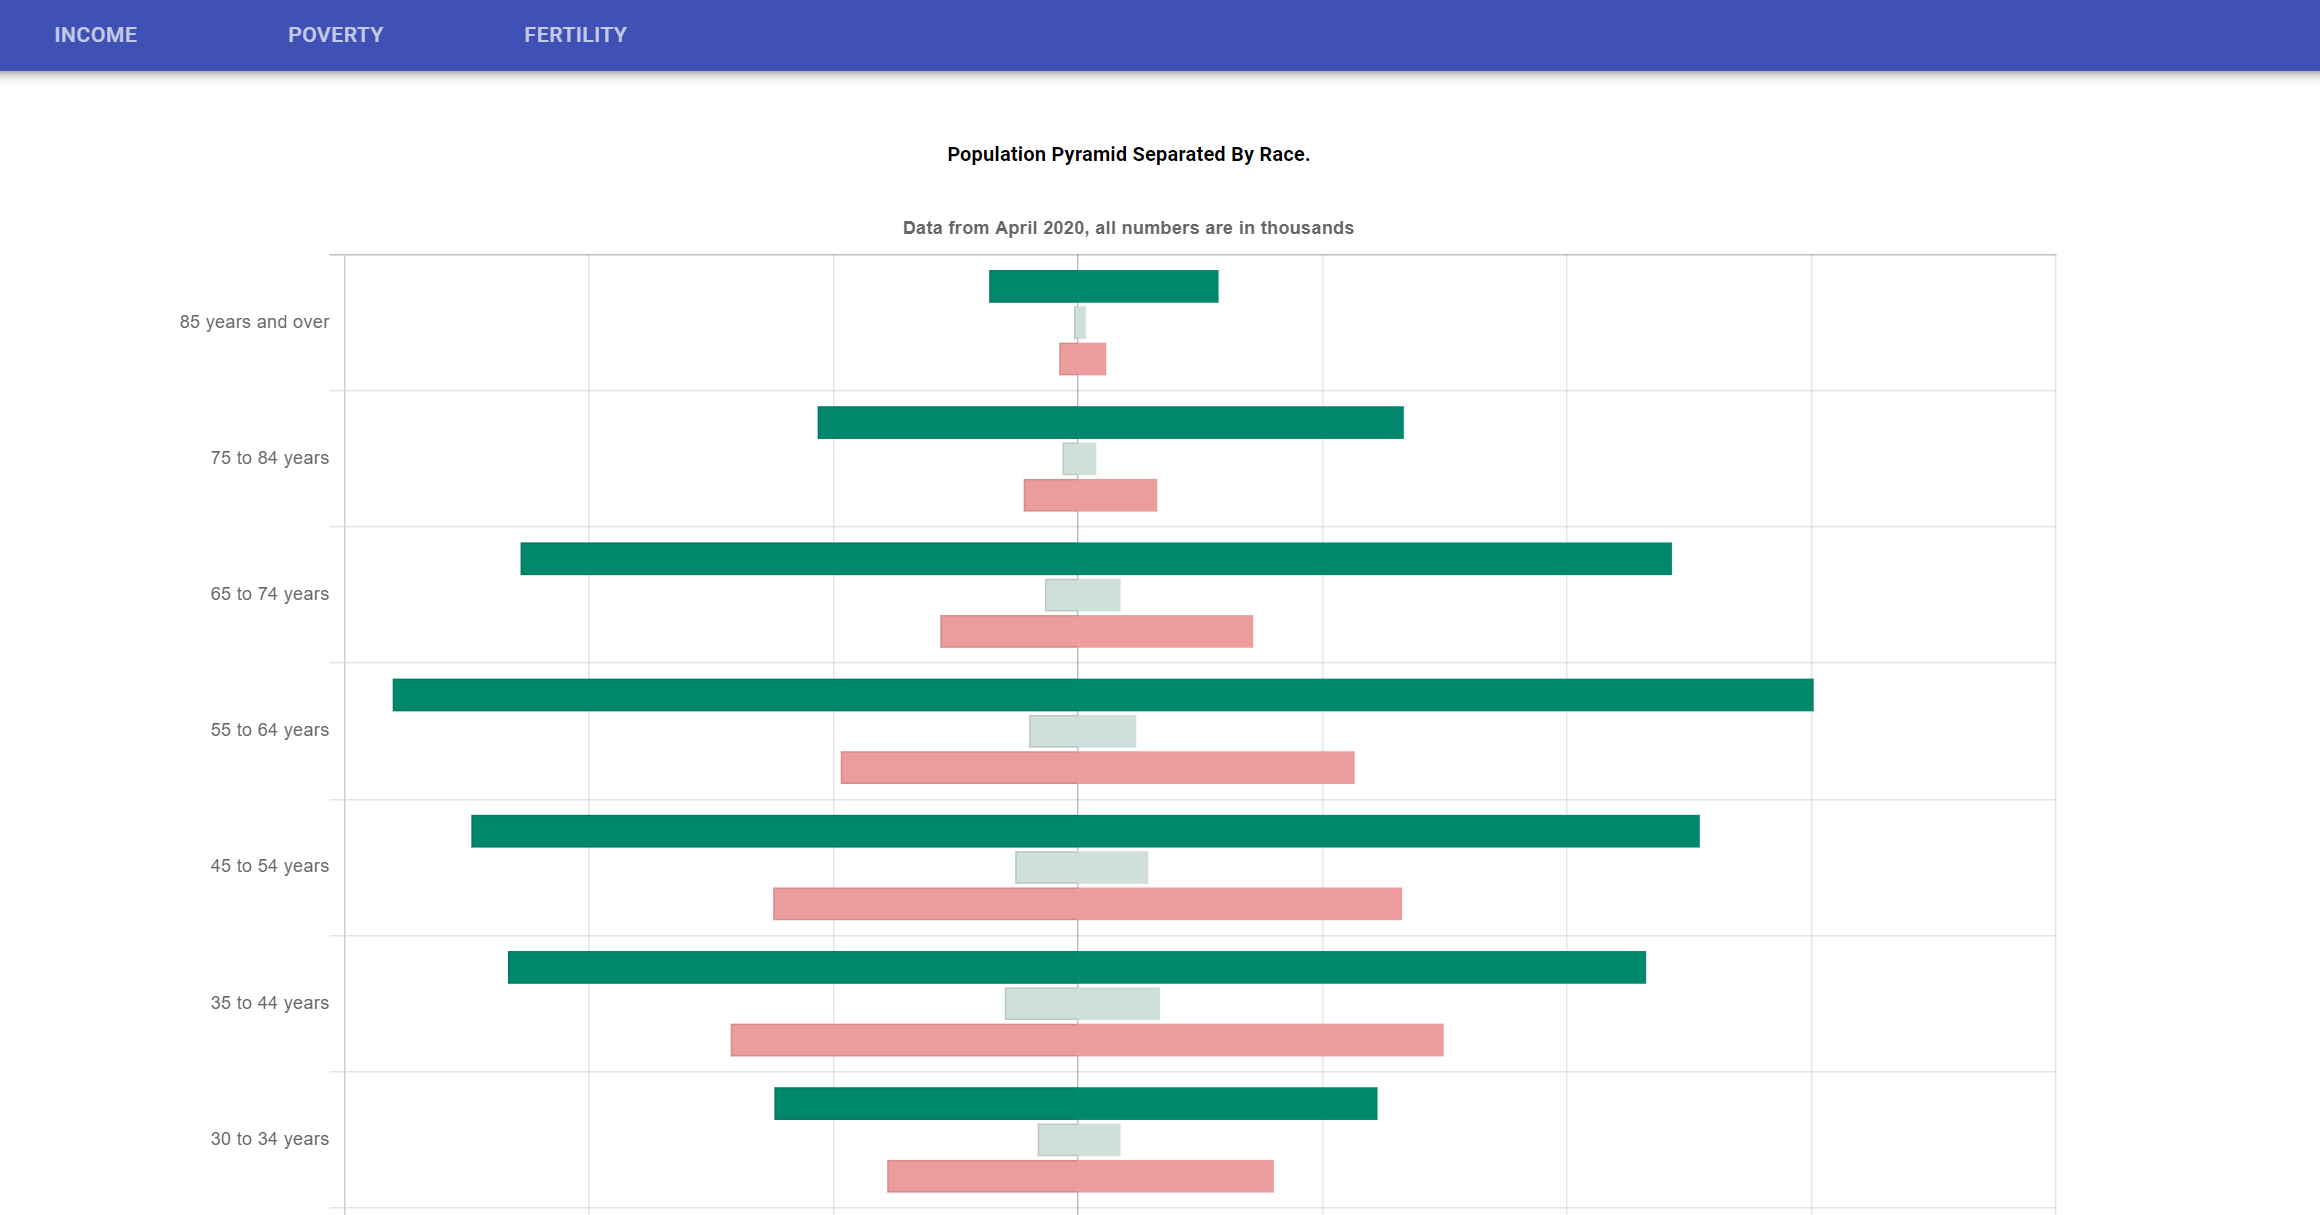 INCOME POVERTY FERTILITY
Population Pyramid Separated By Race.
Data from April 2020, all numbers are in thousands
85 years and over
75 to 84 years
65 to 74 years
55 to 64 years
45 to 54 years
35 to 44 years
30 to 34 years